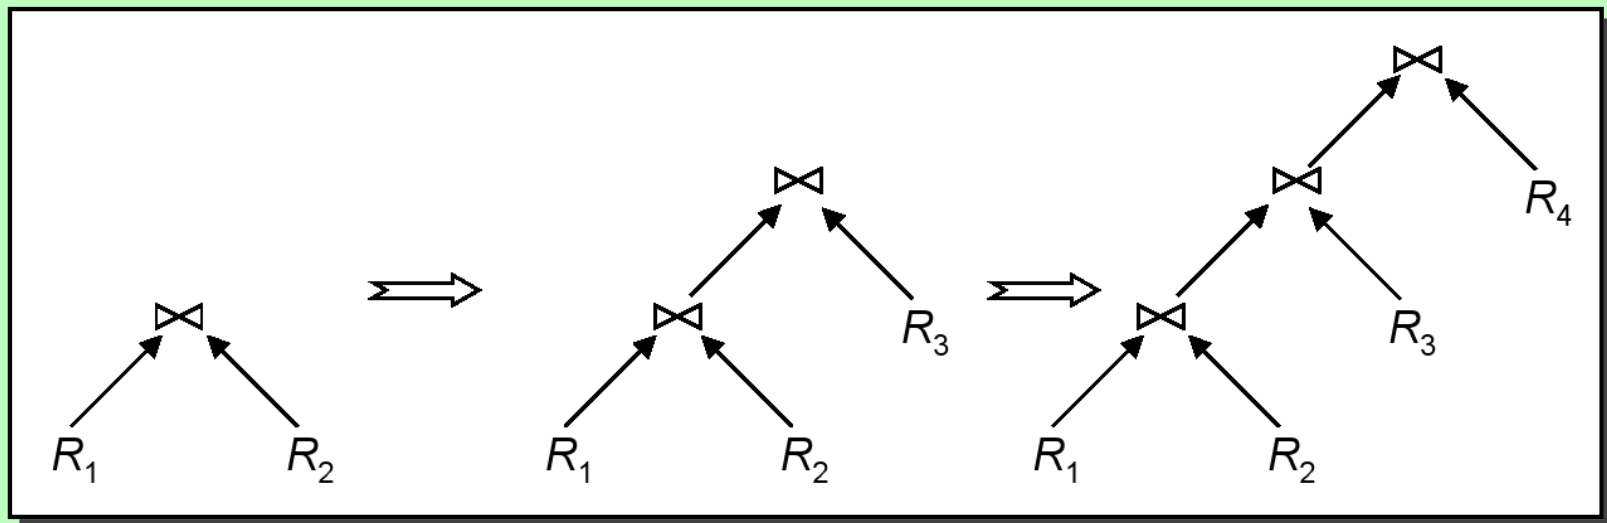 ⋈
⋈ ⋈
R₄
⋈ ⋈ ⋈
R₃ R₃
R₁ R₂ R₁ R₂ R₁ R₂